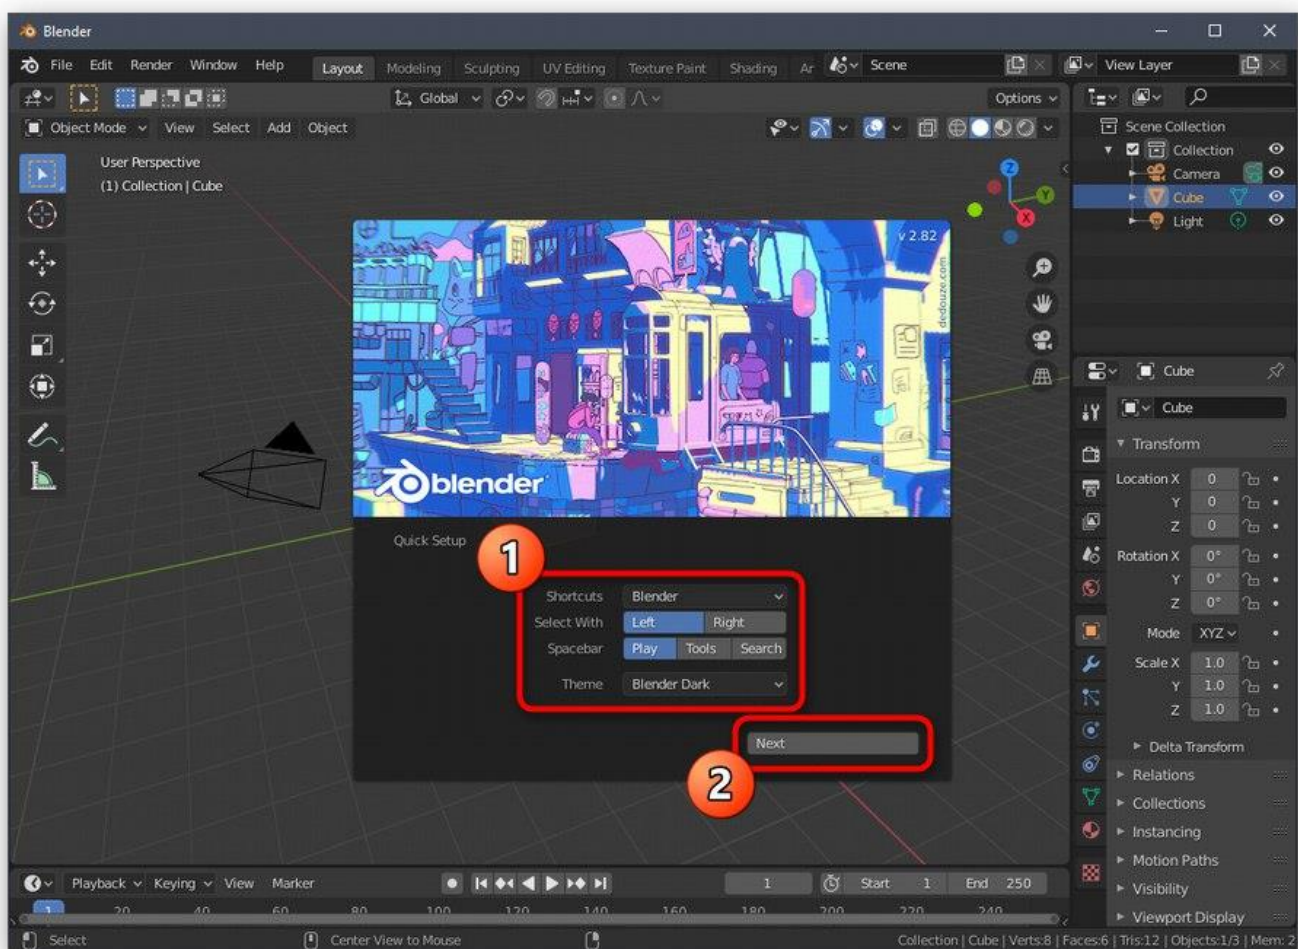 Blender
File Edit Render Window Help Layout Modeling Sculpting UV Editing Texture Paint Shading Ar Scene View Layer
Global Options
Object Mode View Select Add Object
Scene Collection
Collection
Camera
Cube
Light
User Perspective
(1) Collection | Cube
Z
Y
X
v 2.82
dedouze.com
blender
Quick Setup
1
Shortcuts Blender
Select With Left Right
Spacebar Play Tools Search
Theme Blender Dark
Next
2
Cube
Cube
Transform
Location X 0
Y 0
Z 0
Rotation X 0°
Y 0°
Z 0°
Mode XYZ
Scale X 1.0
Y 1.0
Z 1.0
Delta Transform
Relations
Collections
Instancing
Motion Paths
Visibility
Viewport Display
Playback Keying View Marker 1 Start 1 End 250
1 20 40 60 80 100 120 140 160 180 200 220 240
Select Center View to Mouse Collection | Cube | Verts:8 | Faces:6 | Tris:12 | Objects:1/3 | Mem: 2